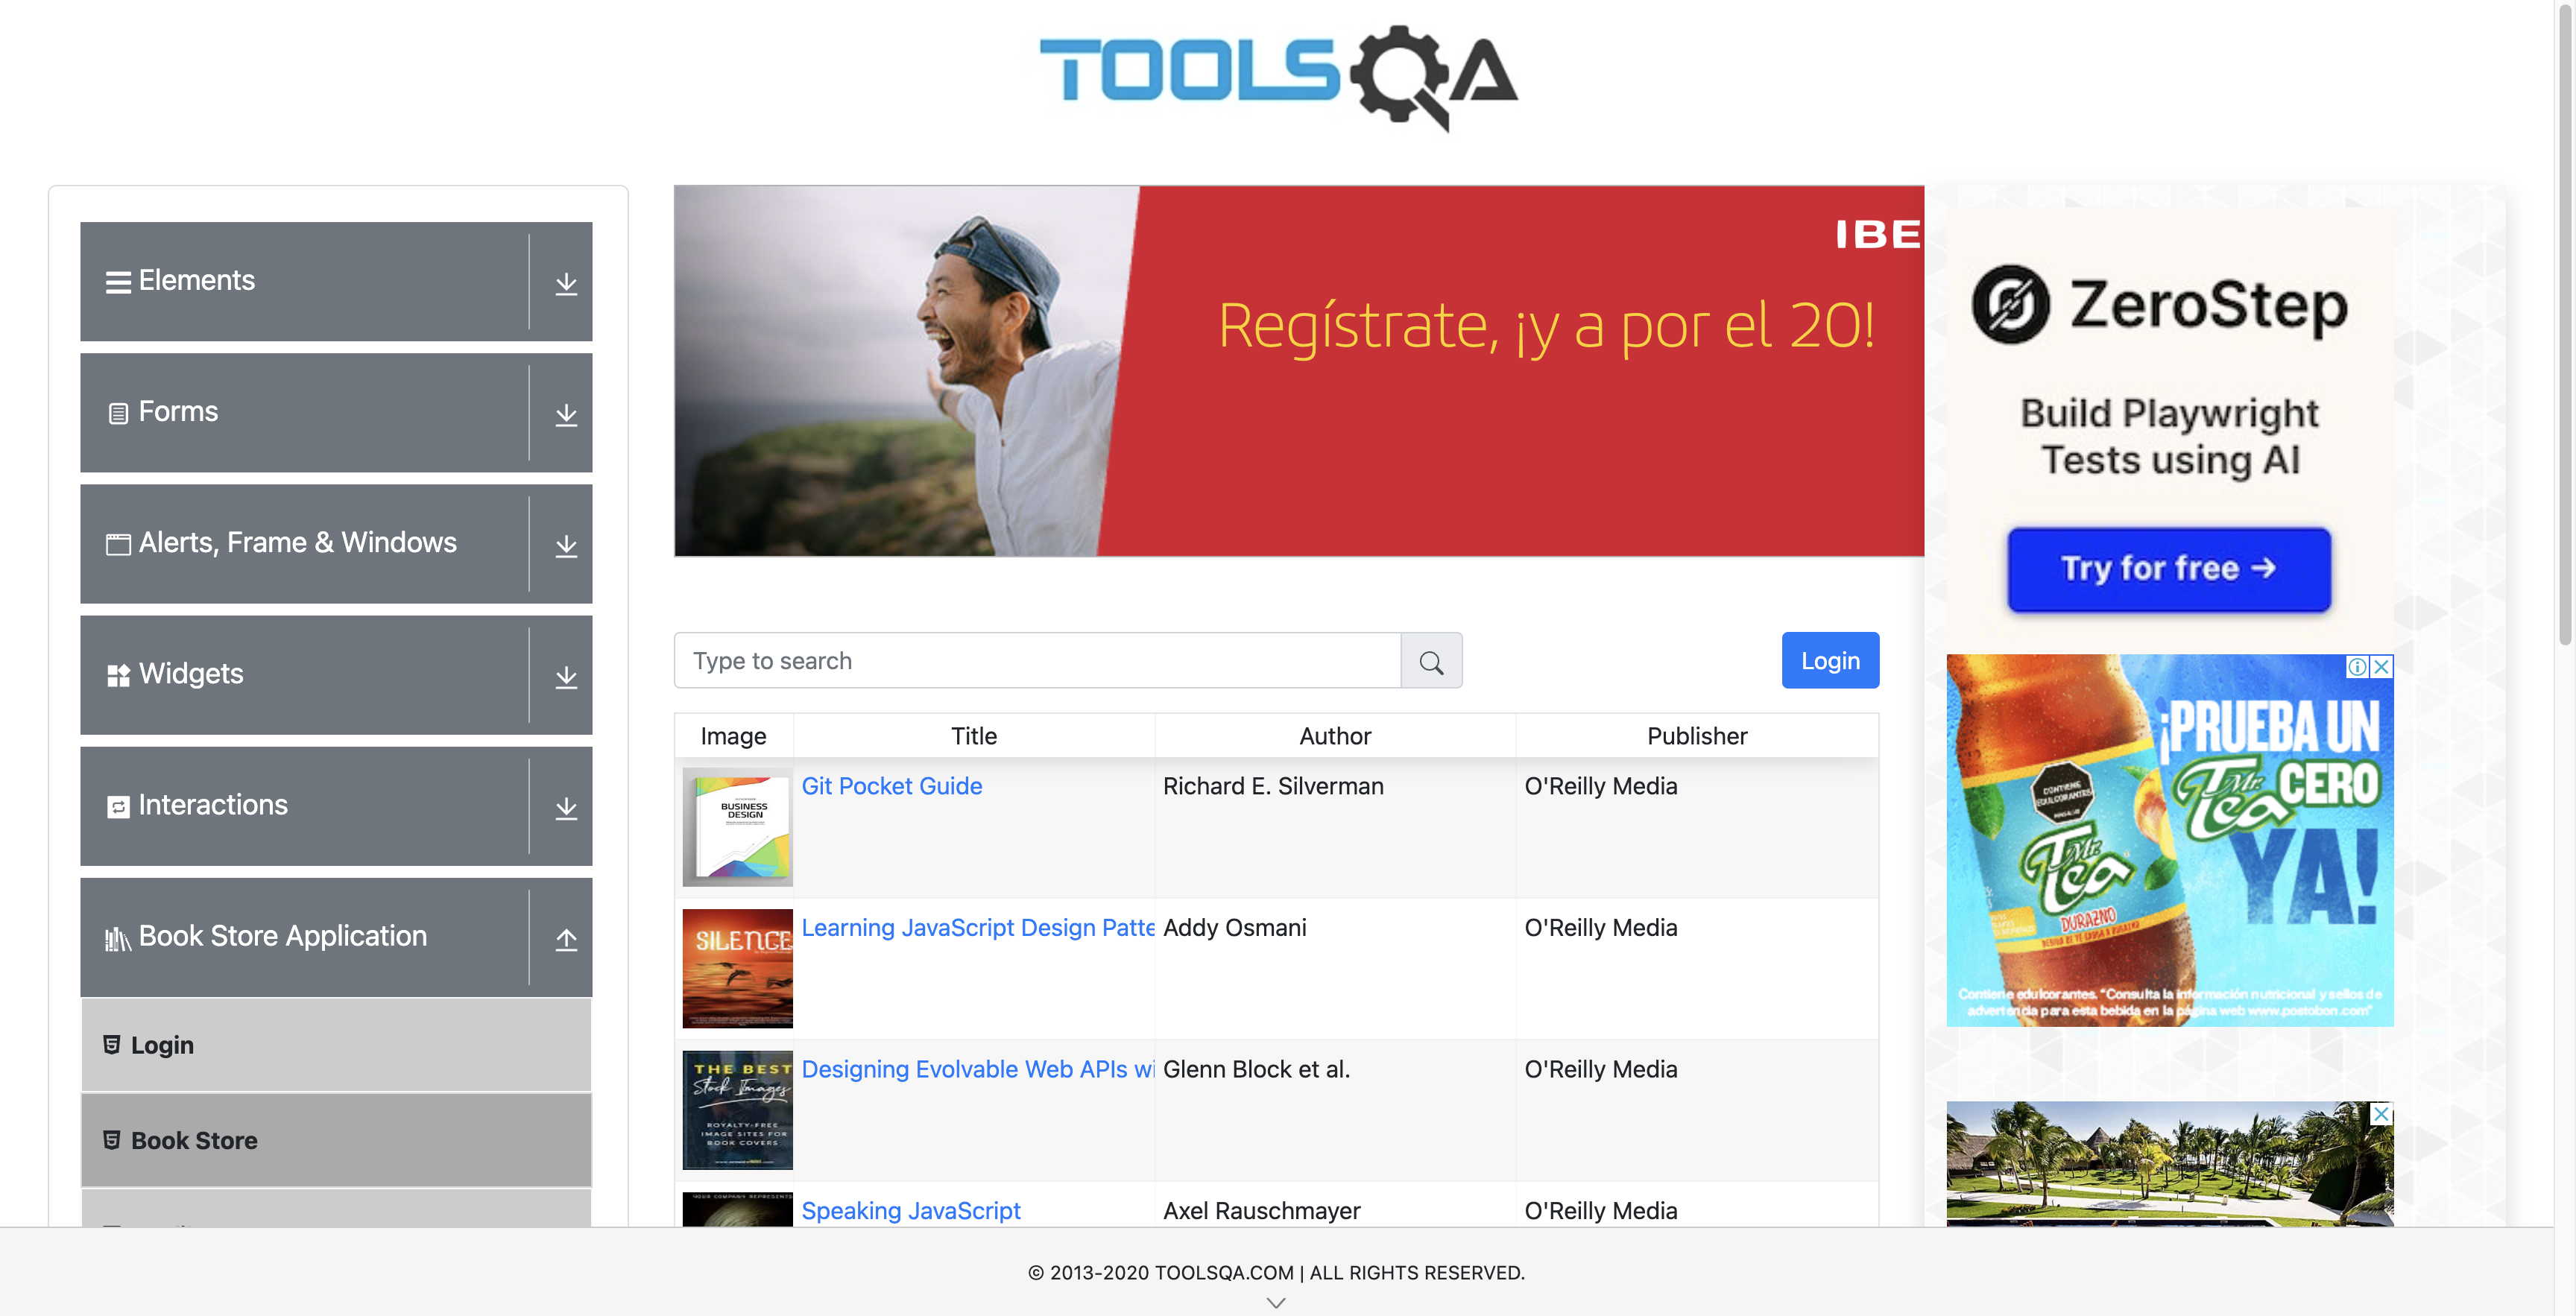 TOOLSQA
Elements
Forms
Alerts, Frame & Windows
Widgets
Interactions
Book Store Application
Login
Book Store
IBE
Regístrate, ¡y a por el 20!
Type to search
Login
Image Title Author Publisher
BUSINESS
DESIGN
Git Pocket Guide Richard E. Silverman O'Reilly Media
SILENCE
Learning JavaScript Design Patte Addy Osmani O'Reilly Media
THE BEST
Stock Images
ROYALTY-FREE
IMAGE SITES FOR
BOOK COVERS
Designing Evolvable Web APIs wi Glenn Block et al. O'Reilly Media
Speaking JavaScript Axel Rauschmayer O'Reilly Media
ZeroStep
Build Playwright
Tests using AI
Try for free →
¡PRUEBA UN
Mr. Tea CERO
YA!
CONTIENE
EDULCORANTES
Mr. Tea
DURAZNO
Contiene edulcorantes. "Consulta la información nutricional y sellos de
advertencia para esta bebida en la página web www.postobon.com"
© 2013-2020 TOOLSQA.COM | ALL RIGHTS RESERVED.